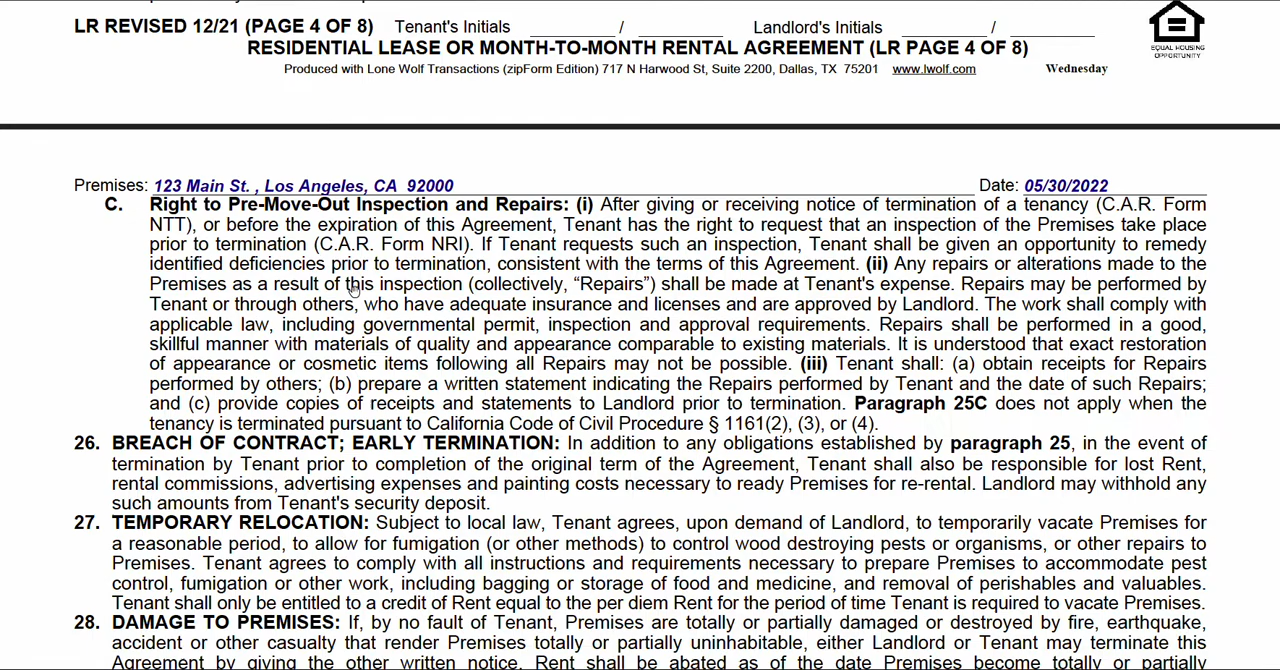 LR REVISED 12/21 (PAGE 4 OF 8) Tenant's Initials / Landlord's Initials /
EQUAL HOUSING
OPPORTUNITY
RESIDENTIAL LEASE OR MONTH-TO-MONTH RENTAL AGREEMENT (LR PAGE 4 OF 8)
Produced with Lone Wolf Transactions (zipForm Edition) 717 N Harwood St, Suite 2200, Dallas, TX 75201 www.lwolf.com Wednesday
Premises: 123 Main St. , Los Angeles, CA 92000 Date: 05/30/2022
C. Right to Pre-Move-Out Inspection and Repairs: (i) After giving or receiving notice of termination of a tenancy (C.A.R. Form
NTT), or before the expiration of this Agreement, Tenant has the right to request that an inspection of the Premises take place
prior to termination (C.A.R. Form NRI). If Tenant requests such an inspection, Tenant shall be given an opportunity to remedy
identified deficiencies prior to termination, consistent with the terms of this Agreement. (ii) Any repairs or alterations made to the
Premises as a result of this inspection (collectively, “Repairs”) shall be made at Tenant's expense. Repairs may be performed by
Tenant or through others, who have adequate insurance and licenses and are approved by Landlord. The work shall comply with
applicable law, including governmental permit, inspection and approval requirements. Repairs shall be performed in a good,
skillful manner with materials of quality and appearance comparable to existing materials. It is understood that exact restoration
of appearance or cosmetic items following all Repairs may not be possible. (iii) Tenant shall: (a) obtain receipts for Repairs
performed by others; (b) prepare a written statement indicating the Repairs performed by Tenant and the date of such Repairs;
and (c) provide copies of receipts and statements to Landlord prior to termination. Paragraph 25C does not apply when the
tenancy is terminated pursuant to California Code of Civil Procedure § 1161(2), (3), or (4).
26. BREACH OF CONTRACT; EARLY TERMINATION: In addition to any obligations established by paragraph 25, in the event of
termination by Tenant prior to completion of the original term of the Agreement, Tenant shall also be responsible for lost Rent,
rental commissions, advertising expenses and painting costs necessary to ready Premises for re-rental. Landlord may withhold any
such amounts from Tenant's security deposit.
27. TEMPORARY RELOCATION: Subject to local law, Tenant agrees, upon demand of Landlord, to temporarily vacate Premises for
a reasonable period, to allow for fumigation (or other methods) to control wood destroying pests or organisms, or other repairs to
Premises. Tenant agrees to comply with all instructions and requirements necessary to prepare Premises to accommodate pest
control, fumigation or other work, including bagging or storage of food and medicine, and removal of perishables and valuables.
Tenant shall only be entitled to a credit of Rent equal to the per diem Rent for the period of time Tenant is required to vacate Premises.
28. DAMAGE TO PREMISES: If, by no fault of Tenant, Premises are totally or partially damaged or destroyed by fire, earthquake,
accident or other casualty that render Premises totally or partially uninhabitable, either Landlord or Tenant may terminate this
Agreement by giving the other written notice. Rent shall be abated as of the date Premises become totally or partially